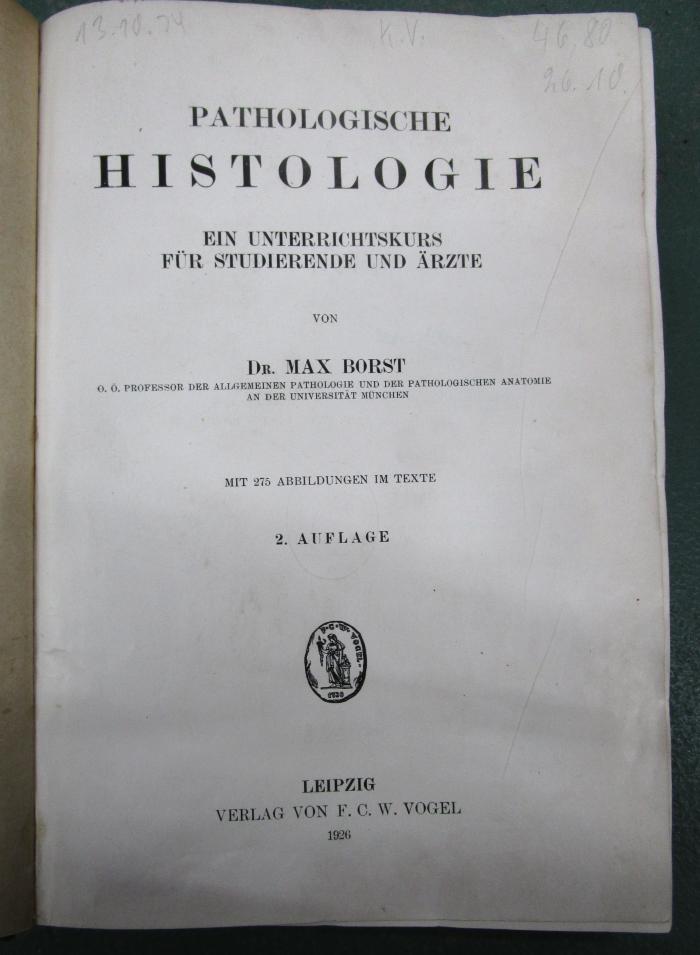 13.10.74 K.V. 46,80
26.10.
PATHOLOGISCHE
HISTOLOGIE
EIN UNTERRICHTSKURS
FÜR STUDIERENDE UND ÄRZTE
VON
DR. MAX BORST
O. Ö. PROFESSOR DER ALLGEMEINEN PATHOLOGIE UND DER PATHOLOGISCHEN ANATOMIE
AN DER UNIVERSITÄT MÜNCHEN
MIT 275 ABBILDUNGEN IM TEXTE
2. AUFLAGE
F·C·W·VOGEL·
1730
LEIPZIG
VERLAG VON F. C. W. VOGEL
1926